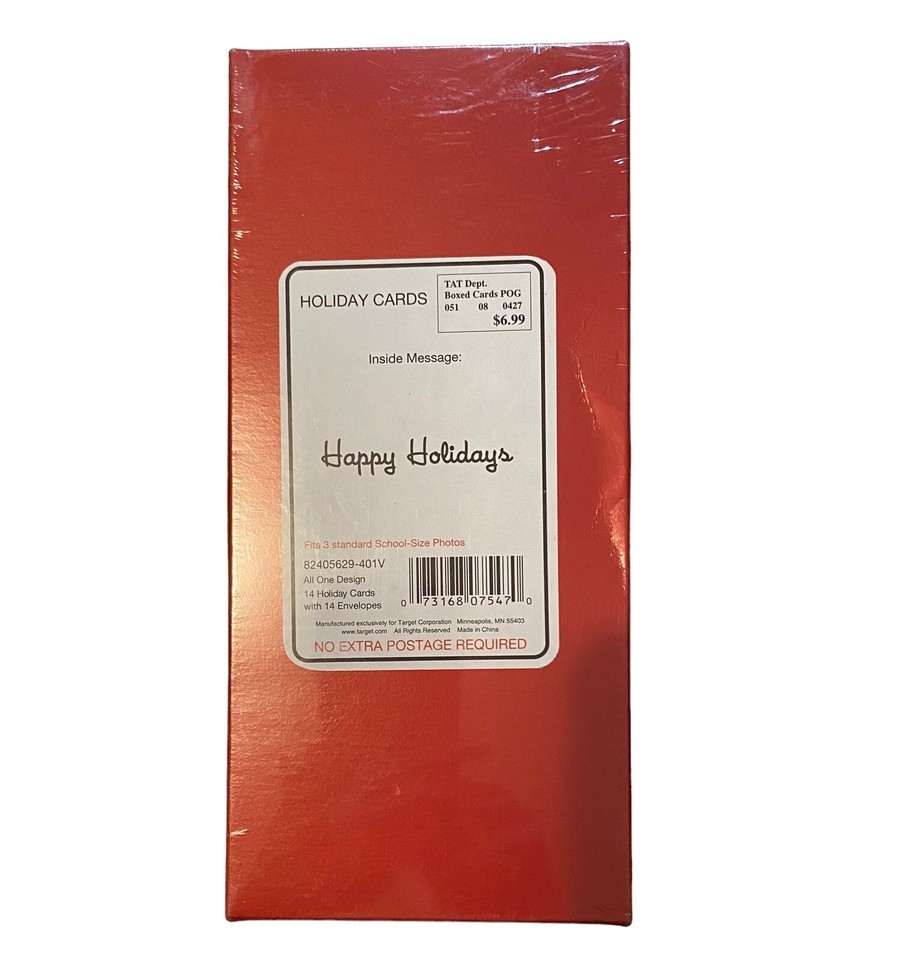 HOLIDAY CARDS
TAT Dept.
Boxed Cards POG
051 08 0427
$6.99
Inside Message:
Happy Holidays
Fits 3 standard School-Size Photos
82405629-401V
All One Design
14 Holiday Cards
with 14 Envelopes
0 73168 07547 0
Manufactured exclusively for Target Corporation Minneapolis, MN 55403
www.target.com All Rights Reserved Made in China
NO EXTRA POSTAGE REQUIRED